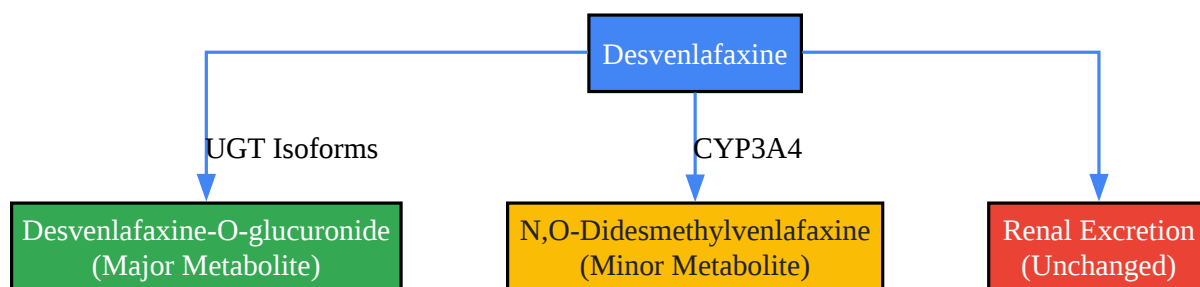 Desvenlafaxine
UGT Isoforms
CYP3A4
Desvenlafaxine-O-glucuronide
(Major Metabolite)
N,O-Didesmethylvenlafaxine
(Minor Metabolite)
Renal Excretion
(Unchanged)